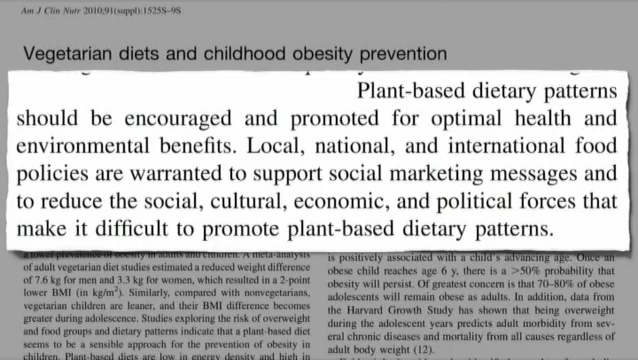 Am J Clin Nutr 2010;91(suppl):1525S–9S
Vegetarian diets and childhood obesity prevention
Plant-based dietary patterns
should be encouraged and promoted for optimal health and
environmental benefits. Local, national, and international food
policies are warranted to support social marketing messages and
to reduce the social, cultural, economic, and political forces that
make it difficult to promote plant-based dietary patterns.
a lower prevalence of obesity in adults and children. A meta-analysis
of adult vegetarian diet studies estimated a reduced weight difference
of 7.6 kg for men and 3.3 kg for women, which resulted in a 2-point
lower BMI (in kg/m²). Similarly, compared with nonvegetarians,
vegetarian children are leaner, and their BMI difference becomes
greater during adolescence. Studies exploring the risk of overweight
and food groups and dietary patterns indicate that a plant-based diet
seems to be a sensible approach for the prevention of obesity in
children. Plant-based diets are low in energy density and high in
is positively associated with a child's advancing age. Once an
obese child reaches age 6 y, there is a >50% probability that
obesity will persist. Of greatest concern is that 70–80% of obese
adolescents will remain obese as adults. In addition, data from
the Harvard Growth Study has shown that being overweight
during the adolescent years predicts adult morbidity from sev-
eral chronic diseases and mortality from all causes regardless of
adult body weight (12).